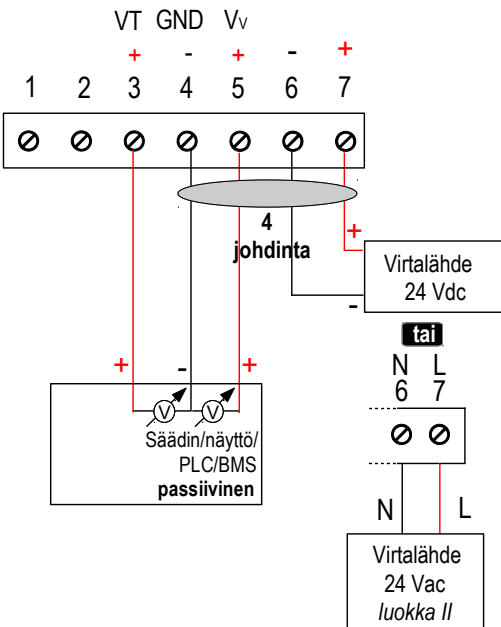 VT GND Vv
+ - + - +
1 2 3 4 5 6 7
4
johdinta
+
Virtalähde
24 Vdc
-
tai
N L
6 7
+ - +
V V
Säädin/näyttö/
PLC/BMS
passiivinen
N L
Virtalähde
24 Vac
luokka II